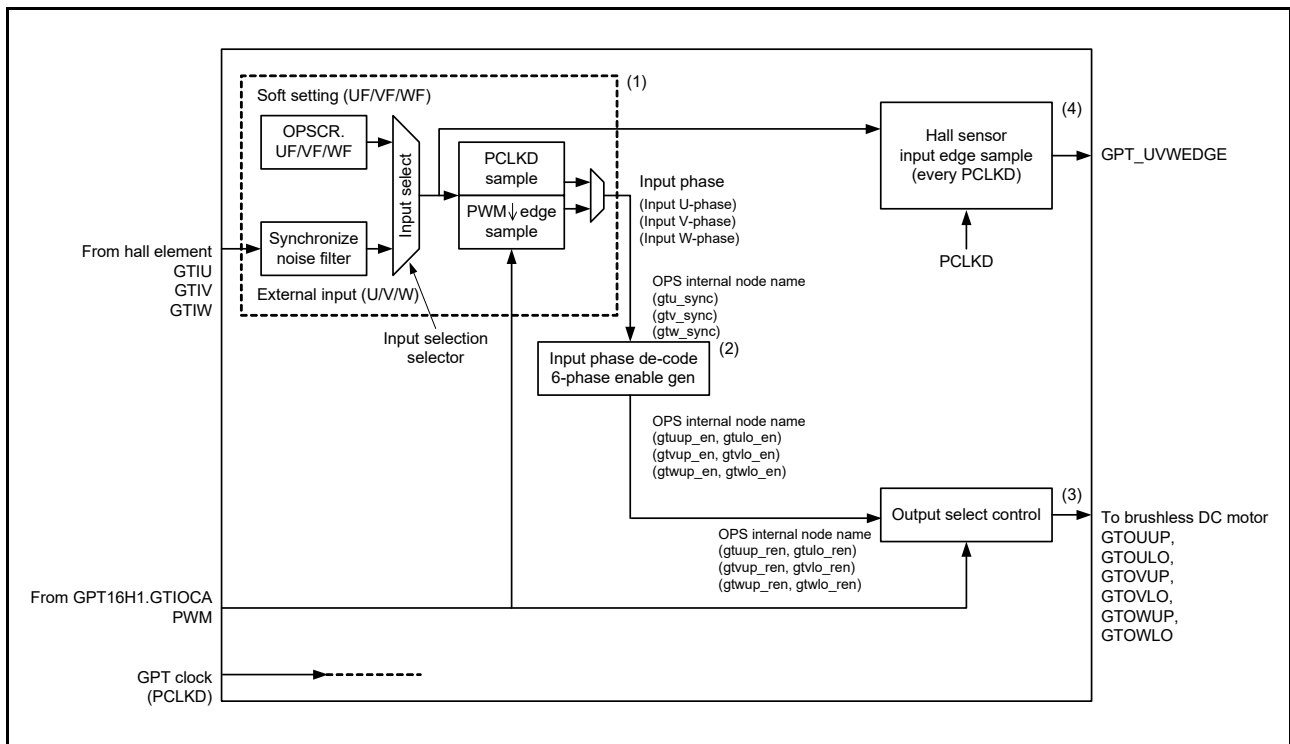 (1)
Soft setting (UF/VF/WF)
OPSCR.
UF/VF/WF
Input select
PCLKD
sample
PWM↓edge
sample
Synchronize
noise filter
External input (U/V/W)
Input selection
selector
From hall element
GTIU
GTIV
GTIW
Input phase
(Input U-phase)
(Input V-phase)
(Input W-phase)
(4)
Hall sensor
input edge sample
(every PCLKD)
GPT_UVWEDGE
PCLKD
OPS internal node name
(gtu_sync)
(gtv_sync)
(gtw_sync)
(2)
Input phase de-code
6-phase enable gen
OPS internal node name
(gtuup_en, gtulo_en)
(gtvup_en, gtvlo_en)
(gtwup_en, gtwlo_en)
(3)
Output select control
OPS internal node name
(gtuup_ren, gtulo_ren)
(gtvup_ren, gtvlo_ren)
(gtwup_ren, gtwlo_ren)
To brushless DC motor
GTOUUP,
GTOULO,
GTOVUP,
GTOVLO,
GTOWUP,
GTOWLO
From GPT16H1.GTIOCA
PWM
GPT clock
(PCLKD)